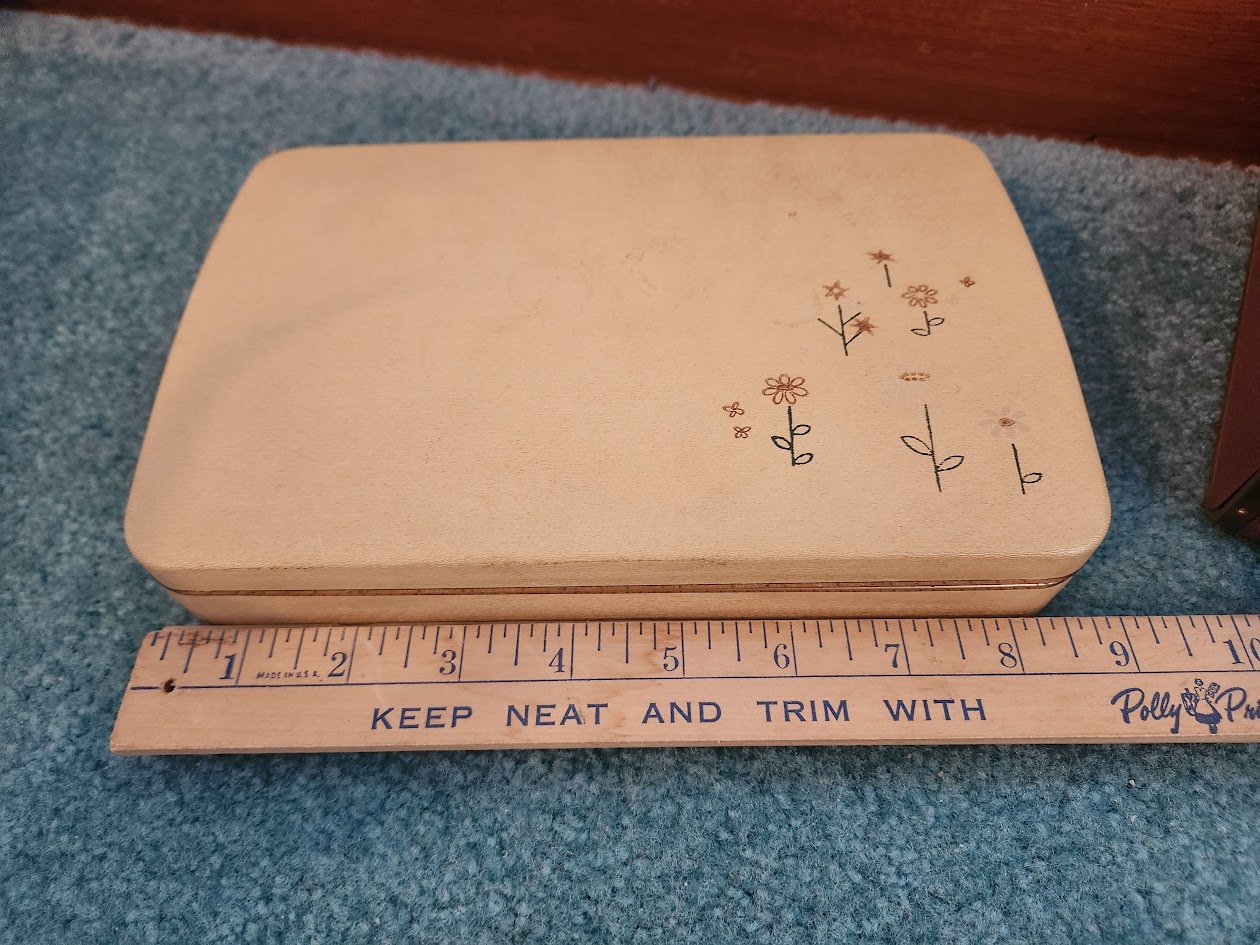 1 2 3 4 5 6 7 8 9 10
MADE IN U.S.A.
KEEP NEAT AND TRIM WITH Polly